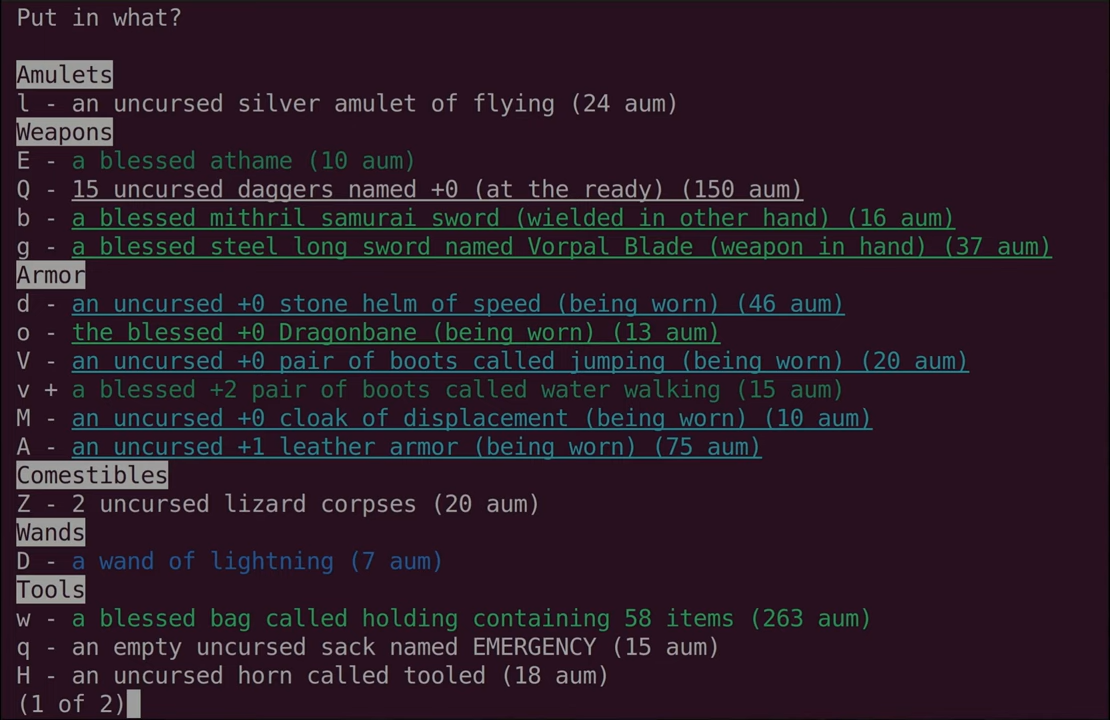 Put in what?
Amulets
l - an uncursed silver amulet of flying (24 aum)
Weapons
E - a blessed athame (10 aum)
Q - 15 uncursed daggers named +0 (at the ready) (150 aum)
b - a blessed mithril samurai sword (wielded in other hand) (16 aum)
g - a blessed steel long sword named Vorpal Blade (weapon in hand) (37 aum)
Armor
d - an uncursed +0 stone helm of speed (being worn) (46 aum)
o - the blessed +0 Dragonbane (being worn) (13 aum)
V - an uncursed +0 pair of boots called jumping (being worn) (20 aum)
v + a blessed +2 pair of boots called water walking (15 aum)
M - an uncursed +0 cloak of displacement (being worn) (10 aum)
A - an uncursed +1 leather armor (being worn) (75 aum)
Comestibles
Z - 2 uncursed lizard corpses (20 aum)
Wands
D - a wand of lightning (7 aum)
Tools
w - a blessed bag called holding containing 58 items (263 aum)
q - an empty uncursed sack named EMERGENCY (15 aum)
H - an uncursed horn called tooled (18 aum)
(1 of 2)